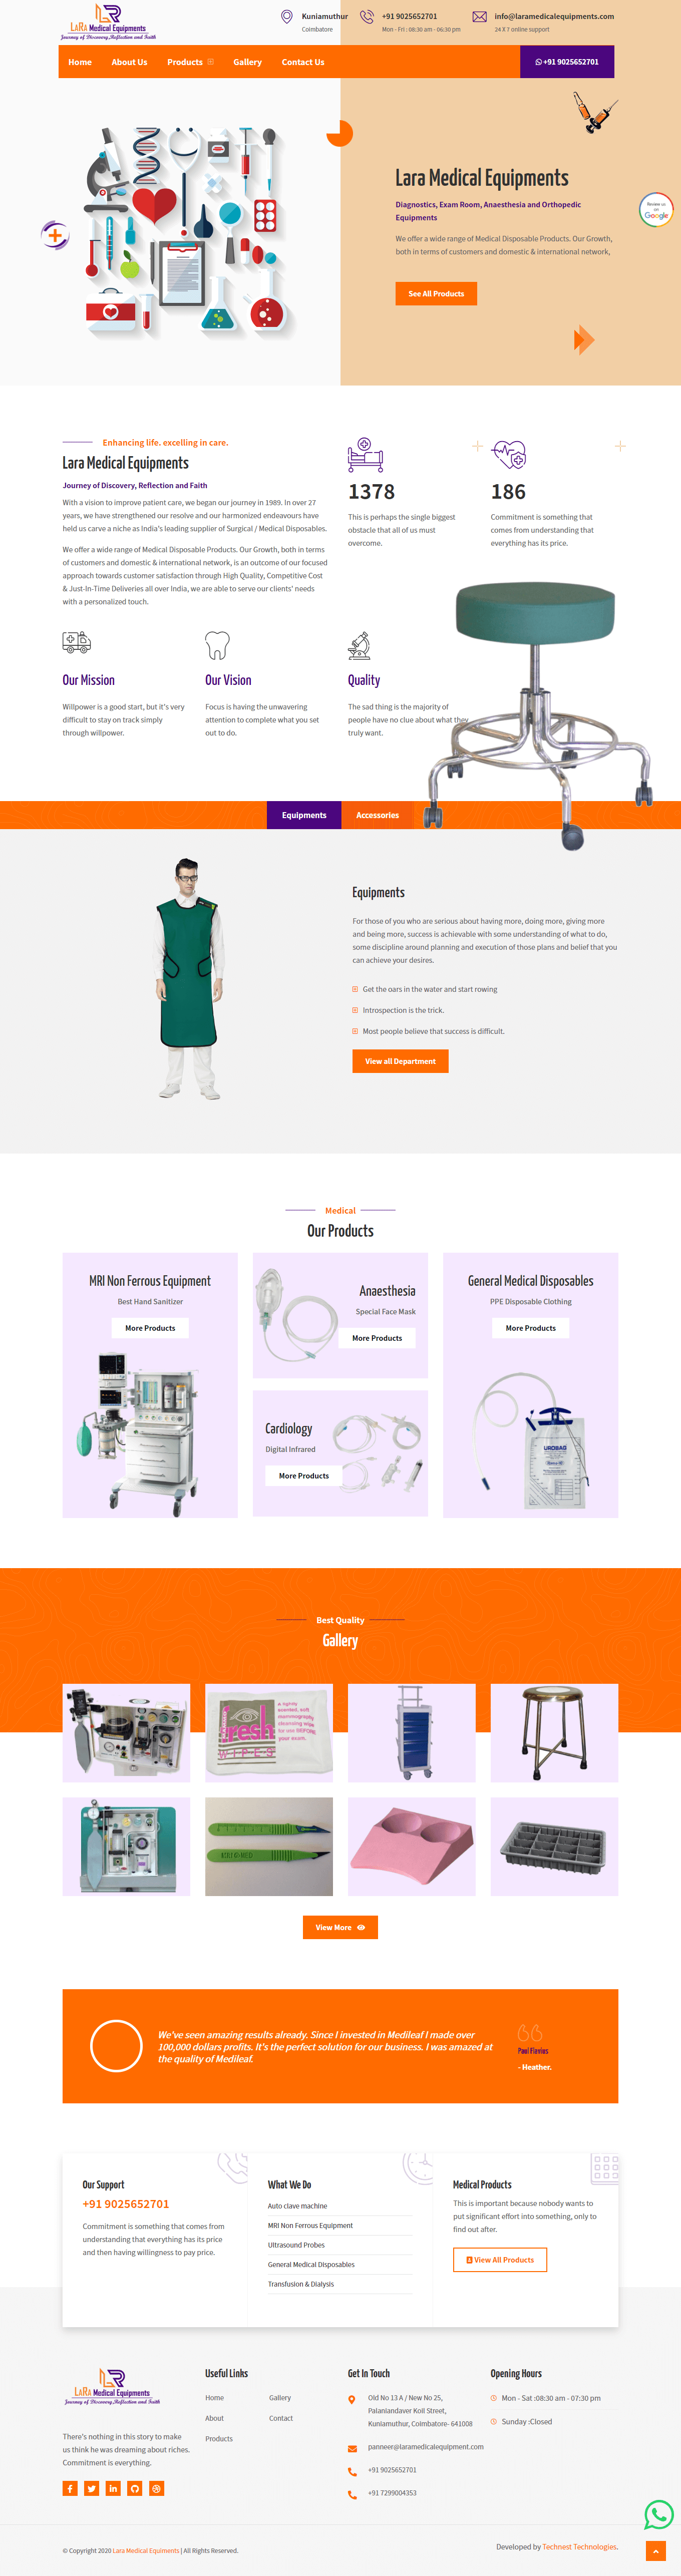 LaRa Medical Equipments
Journey of Discovery, Reflection and Faith
Kuniamuthur
Coimbatore
+91 9025652701
Mon - Fri : 08:30 am - 06:30 pm
info@laramedicalequipments.com
24 X 7 online support
Home
About Us
Products
Gallery
Contact Us
+91 9025652701
Lara Medical Equipments
Diagnostics, Exam Room, Anaesthesia and Orthopedic
Equipments
We offer a wide range of Medical Disposable Products. Our Growth,
both in terms of customers and domestic & international network,
See All Products
Review us
on
Google
Enhancing life. excelling in care.
Lara Medical Equipments
Journey of Discovery, Reflection and Faith
With a vision to improve patient care, we began our journey in 1989. In over 27
years, we have strengthened our resolve and our harmonized endeavours have
held us carve a niche as India's leading supplier of Surgical / Medical Disposables.
We offer a wide range of Medical Disposable Products. Our Growth, both in terms
of customers and domestic & international network, is an outcome of our focused
approach towards customer satisfaction through High Quality, Competitive Cost
& Just-In-Time Deliveries all over India, we are able to serve our clients' needs
with a personalized touch.
1378
This is perhaps the single biggest
obstacle that all of us must
overcome.
186
Commitment is something that
comes from understanding that
everything has its price.
Our Mission
Willpower is a good start, but it's very
difficult to stay on track simply
through willpower.
Our Vision
Focus is having the unwavering
attention to complete what you set
out to do.
Quality
The sad thing is the majority of
people have no clue about what they
truly want.
Equipments
Accessories
Equipments
For those of you who are serious about having more, doing more, giving more
and being more, success is achievable with some understanding of what to do,
some discipline around planning and execution of those plans and belief that you
can achieve your desires.
Get the oars in the water and start rowing
Introspection is the trick.
Most people believe that success is difficult.
View all Department
Medical
Our Products
MRI Non Ferrous Equipment
Best Hand Sanitizer
More Products
Anaesthesia
Special Face Mask
More Products
Cardiology
Digital Infrared
More Products
General Medical Disposables
PPE Disposable Clothing
More Products
UROBAG
Best Quality
Gallery
fresh
WIPES
a lightly
scented, soft
mammography
cleansing wipe
for use BEFORE
your exam.
View More
We've seen amazing results already. Since I invested in Medileaf I made over
100,000 dollars profits. It's the perfect solution for our business. I was amazed at
the quality of Medileaf.
Paul Flavius
- Heather.
Our Support
+91 9025652701
Commitment is something that comes from
understanding that everything has its price
and then having willingness to pay price.
What We Do
Auto clave machine
MRI Non Ferrous Equipment
Ultrasound Probes
General Medical Disposables
Transfusion & Dialysis
Medical Products
This is important because nobody wants to
put significant effort into something, only to
find out after.
View All Products
LaRa Medical Equipments
Journey of Discovery, Reflection and Faith
There's nothing in this story to make
us think he was dreaming about riches.
Commitment is everything.
Useful Links
Home
About
Products
Gallery
Contact
Get In Touch
Old No 13 A / New No 25,
Palaniandaver Koil Street,
Kuniamuthur, Coimbatore- 641008
panneer@laramedicalequipment.com
+91 9025652701
+91 7299004353
Opening Hours
Mon - Sat :08:30 am - 07:30 pm
Sunday :Closed
© Copyright 2020 Lara Medical Equiments | All Rights Reserved.
Developed by Technest Technologies.